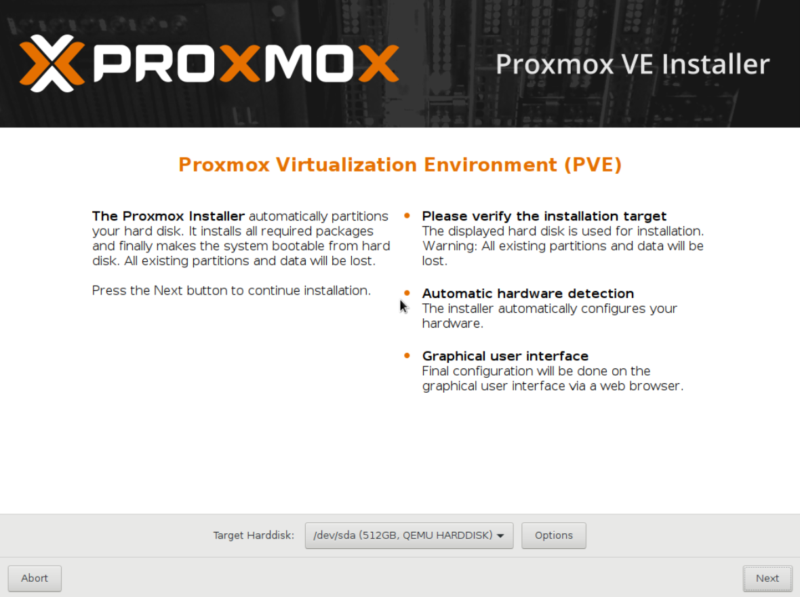 PROXMOX
Proxmox VE Installer
Proxmox Virtualization Environment (PVE)
The Proxmox Installer automatically partitions
your hard disk. It installs all required packages
and finally makes the system bootable from hard
disk. All existing partitions and data will be lost.
Press the Next button to continue installation.
Please verify the installation target
The displayed hard disk is used for installation.
Warning: All existing partitions and data will be
lost.
Automatic hardware detection
The installer automatically configures your
hardware.
Graphical user interface
Final configuration will be done on the
graphical user interface via a web browser.
Target Harddisk: /dev/sda (512GB, QEMU HARDDISK) Options
Abort Next